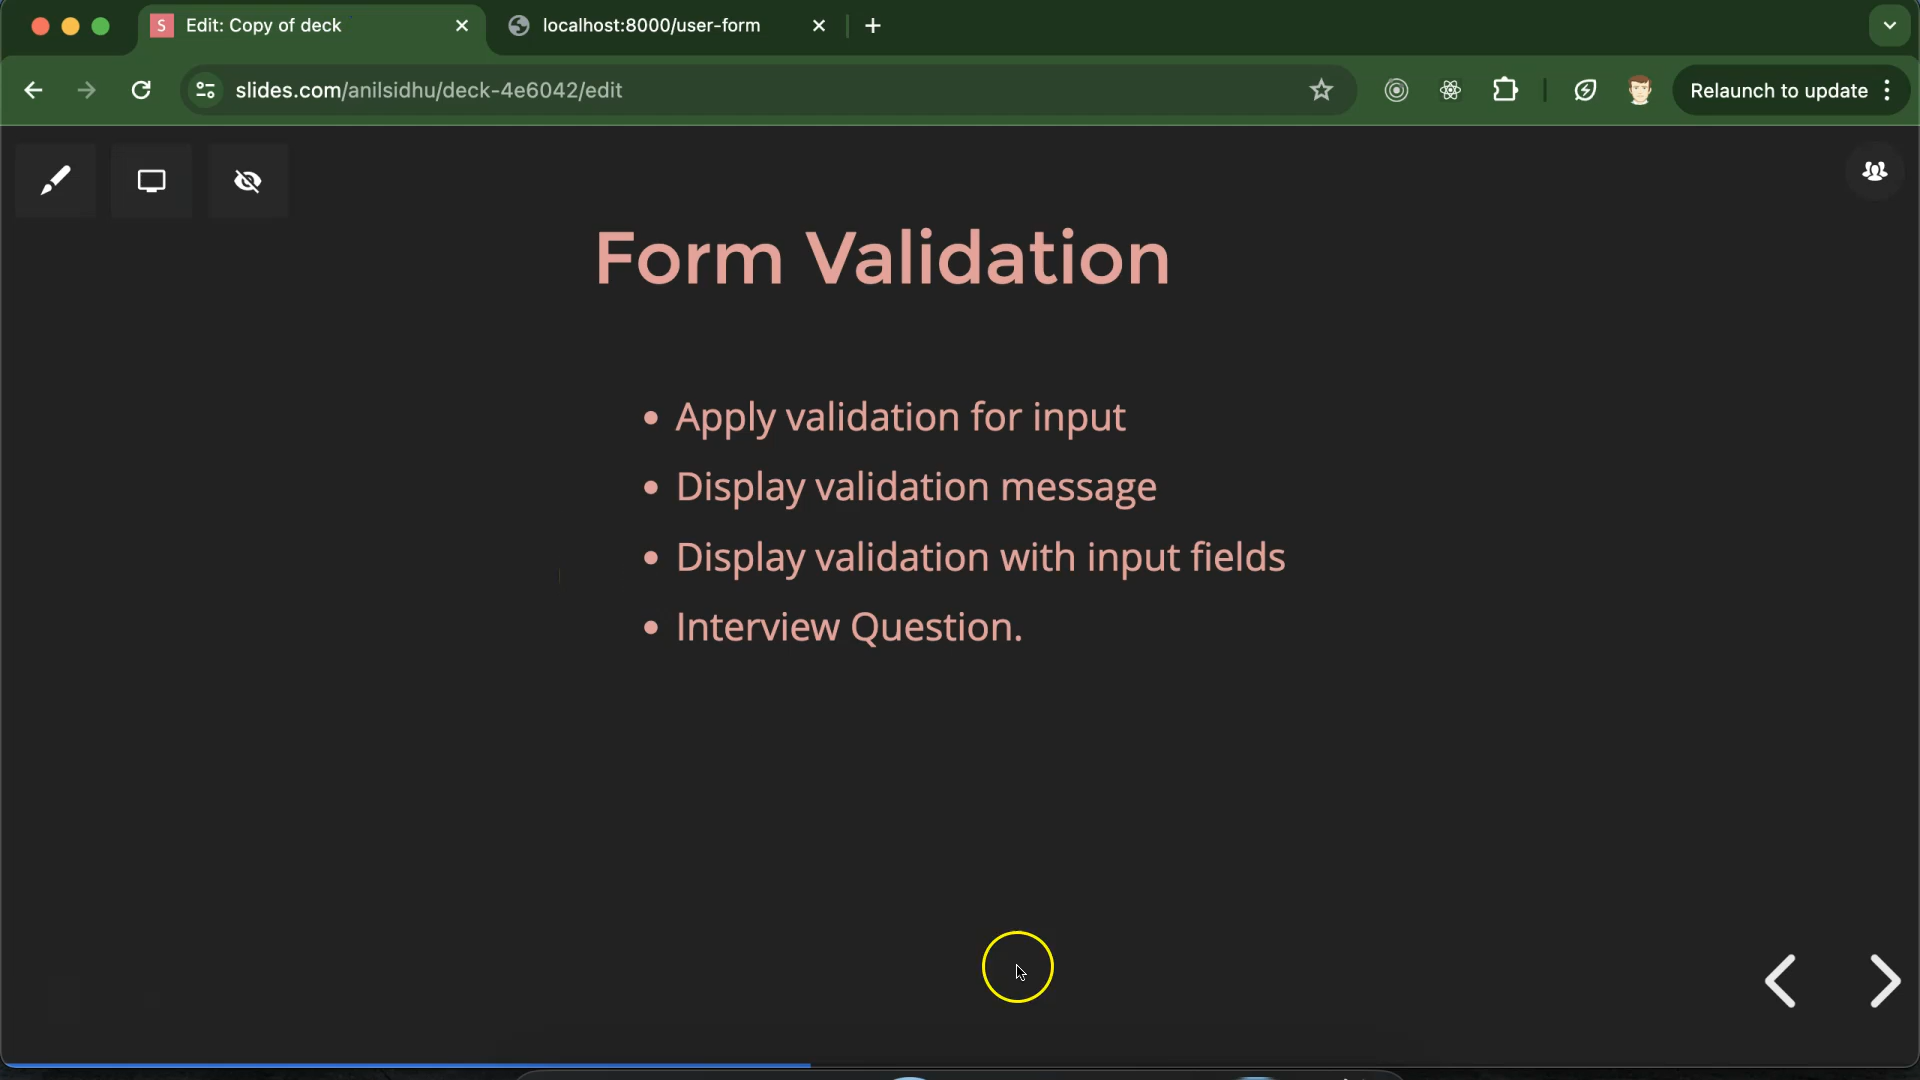 S Edit: Copy of deck
localhost:8000/user-form
slides.com/anilsidhu/deck-4e6042/edit
Relaunch to update
Form Validation
Apply validation for input
Display validation message
Display validation with input fields
Interview Question.